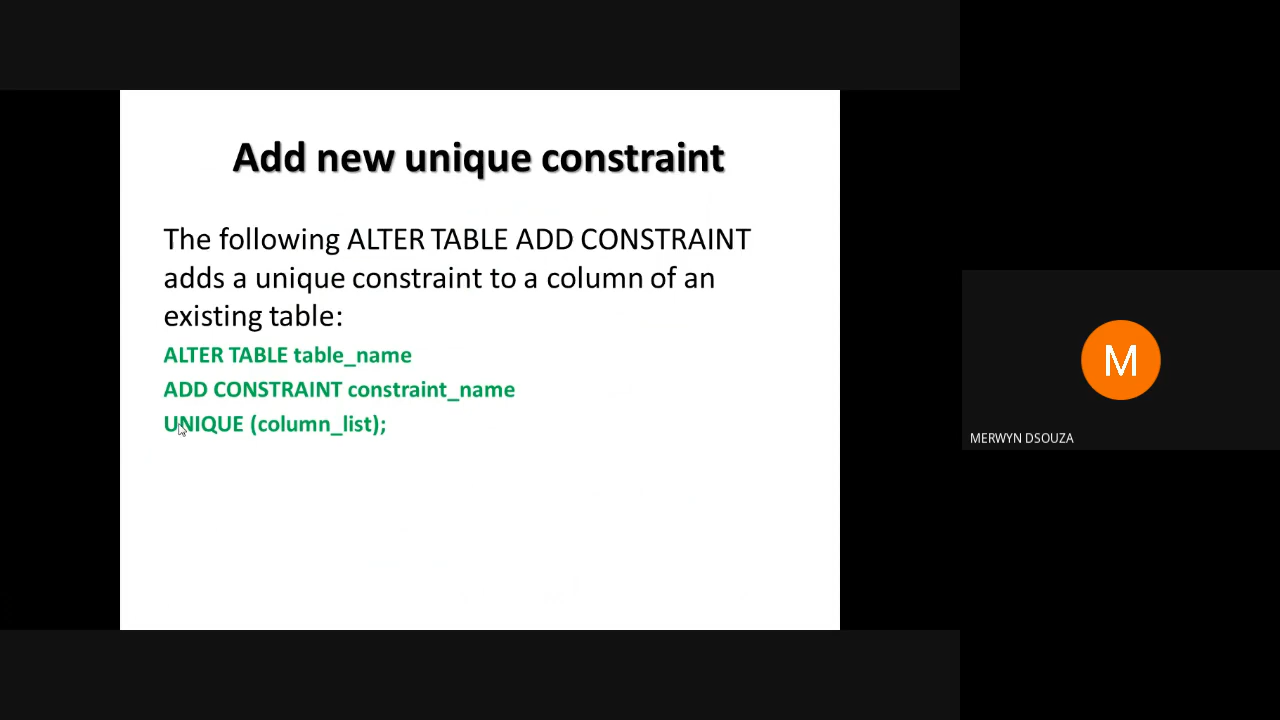 Add new unique constraint
The following ALTER TABLE ADD CONSTRAINT
adds a unique constraint to a column of an
existing table:
ALTER TABLE table_name
ADD CONSTRAINT constraint_name
UNIQUE (column_list);
M
MERWYN DSOUZA